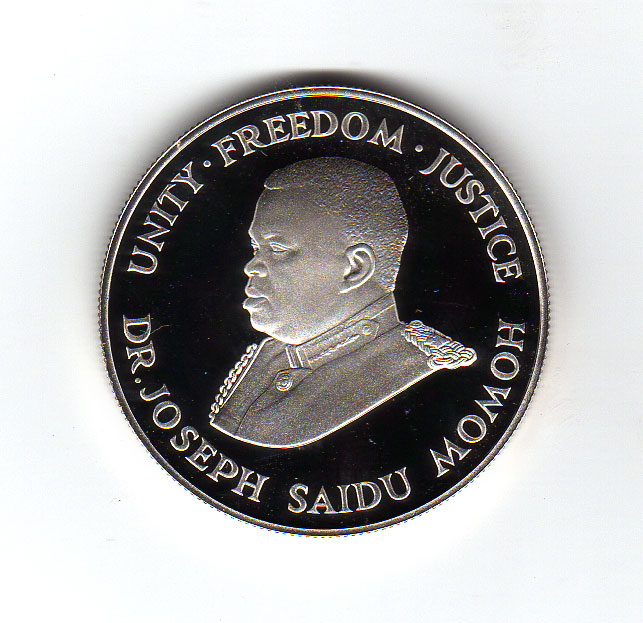 UNITY · FREEDOM · JUSTICE
DR. JOSEPH SAIDU MOMOH